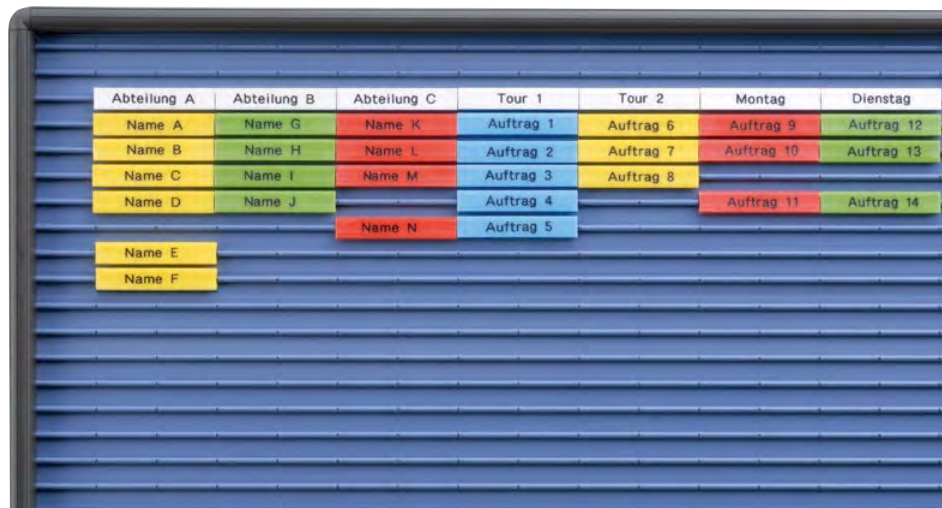 Abteilung A Abteilung B Abteilung C Tour 1 Tour 2 Montag Dienstag
Name A Name G Name K Auftrag 1 Auftrag 6 Auftrag 9 Auftrag 12
Name B Name H Name L Auftrag 2 Auftrag 7 Auftrag 10 Auftrag 13
Name C Name I Name M Auftrag 3 Auftrag 8
Name D Name J Auftrag 4 Auftrag 11 Auftrag 14
Name N Auftrag 5
Name E
Name F